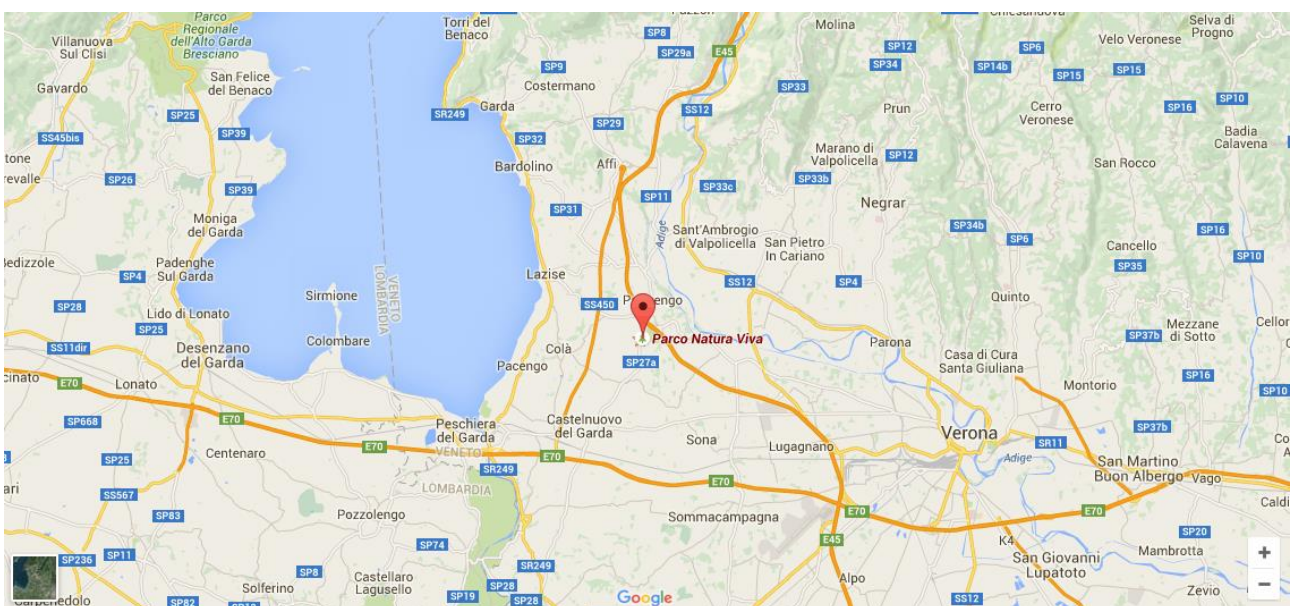 Parco
Regionale
dell'Alto Garda
Bresciano
Torri del
Benaco
SP8
SP29a
E45
Molina
SP12
SP34
SP6
SP14b
Velo Veronese
Selva di
Progno
Villanuova
Sul Clisi
Gavardo
San Felice
del Benaco
SP9
Costermano
SP33
SP15
SP15
SP16
SP10
SP25
SR249
Garda
SS12
Prun
Cerro
Veronese
SS45bis
SP39
SP32
SP29
Badia
Calavena
SP26
SP39
Bardolino
Affi
Marano di
Valpolicella
SP12
San Rocco
SP33c
SP33b
SP11
SP31
Negrar
Moniga
del Garda
Adige
Sant'Ambrogio
di Valpolicella
San Pietro
In Cariano
SP34b
SP6
SP16
Cancello
SP35
SP10
Padenghe
Sul Garda
SP4
Lazise
SS12
SP4
VENETO
LOMBARDIA
Sirmione
SS450
Quinto
SP28
Lido di Lonato
SP25
Parco Natura Viva
Mezzane
di Sotto
SP37b
SS11dir
Desenzano
del Garda
Colombare
Colà
SP27a
Parona
Casa di Cura
Santa Giuliana
Pacengo
Lonato
E70
Montorio
SP10
SP668
E70
Peschiera
del Garda
Castelnuovo
del Garda
Sona
Lugagnano
Verona
SR11
SP37b
Centenaro
E70
VENETO
E70
Adige
San Martino
Buon Albergo
Vago
SP25
SR249
E70
LOMBARDIA
SS567
SP83
Pozzolengo
Sommacampagna
E70
E70
SP20
SP74
E45
K4
San Giovanni
Lupatoto
Mambrotta
SP236
SP11
SP8
Solferino
Castellaro
Lagusello
SR249
SP28
SP28
SP19
Alpo
SS12
Zevio
SP82
Google
+
−